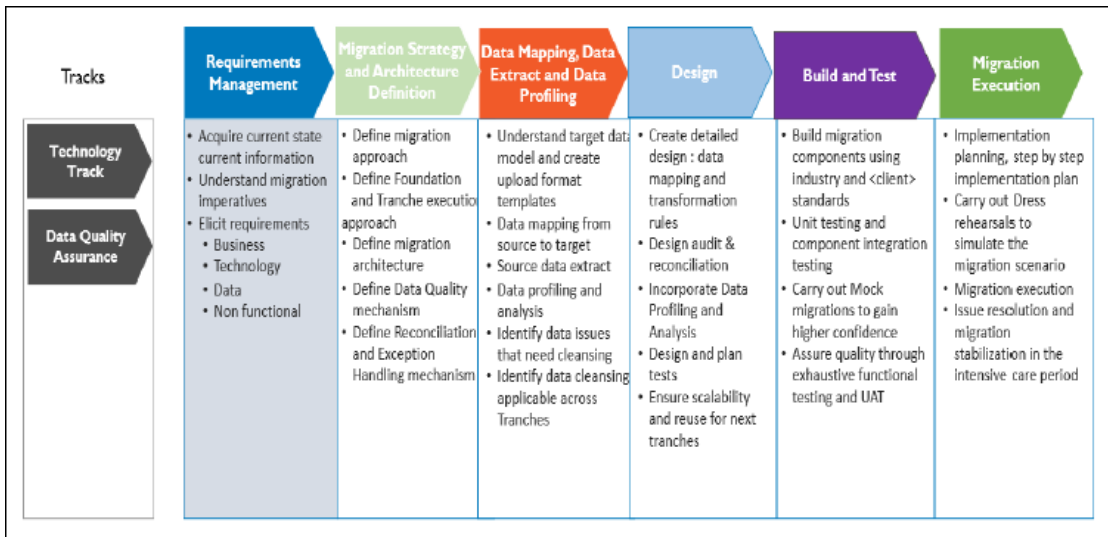 Tracks
Technology
Track
Data Quality
Assurance
Requirements
Management
• Acquire current state
current information
• Understand migration
imperatives
• Elicit requirements
• Business
• Technology
• Data
• Non functional
Migration Strategy
and Architecture
Definition
• Define migration
approach
• Define Foundation
and Tranche execution
approach
• Define migration
architecture
• Define Data Quality
mechanism
• Define Reconciliation
and Exception
Handling mechanism
Data Mapping, Data
Extract and Data
Profiling
• Understand target data
model and create
upload format
templates
• Data mapping from
source to target
• Source data extract
• Data profiling and
analysis
• Identify data issues
that need cleansing
• Identify data cleansing
applicable across
Tranches
Design
• Create detailed
design : data
mapping and
transformation
rules
• Design audit &
reconciliation
• Incorporate Data
Profiling and
Analysis
• Design and plan
tests
• Ensure scalability
and reuse for next
tranches
Build and Test
• Build migration
components using
industry and <client>
standards
• Unit testing and
component integration
testing
• Carry out Mock
migrations to gain
higher confidence
• Assure quality through
exhaustive functional
testing and UAT
Migration
Execution
• Implementation
planning, step by step
implementation plan
• Carry out Dress
rehearsals to
simulate the
migration scenario
• Migration execution
• Issue resolution and
migration
stabilization in the
intensive care period